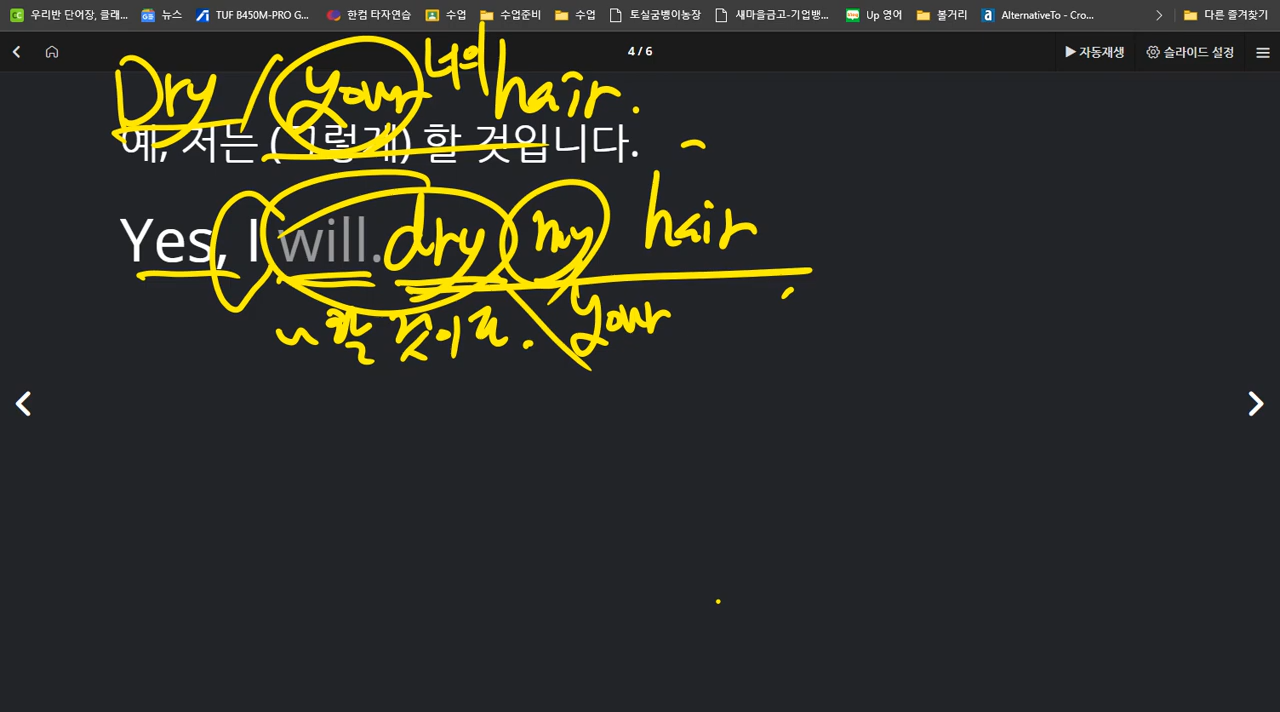 우리반 단어장, 클래... 뉴스 TUF B450M-PRO G... 한컴 타자연습 수업 수업준비 수업 토실굼벵이농장 새마을금고-기업뱅... Up 영어 볼거리 AlternativeTo - Cro... 다른 즐겨찾기
4 / 6 자동재생 슬라이드 설정
Dry / your 너의 hair.
예, 저는 (그렇게) 할 것입니다.
Yes, I will. dry my hair
할 것이다. your